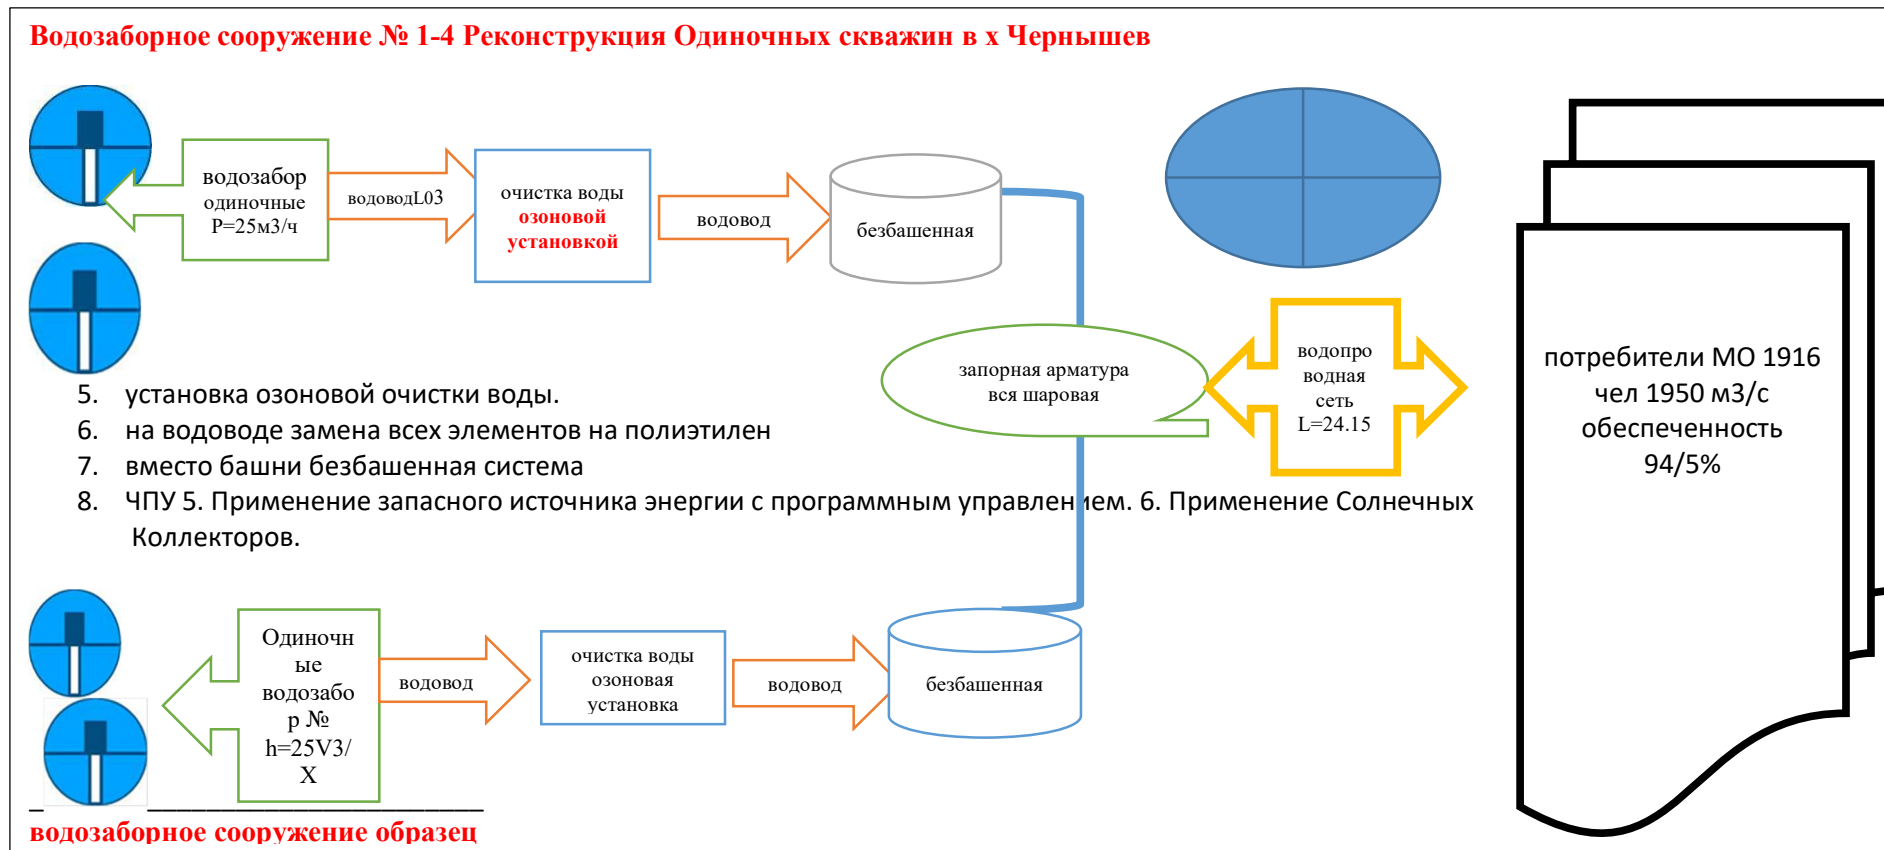 Водозаборное сооружение № 1-4 Реконструкция Одиночных скважин в х Чернышев
водозабор
одиночные
Р=25м3/ч
водоводL03
очистка воды
озоновой
установкой
водовод
безбашенная
запорная арматура
вся шаровая
водопро
водная
сеть
L=24.15
потребители МО 1916
чел 1950 м3/с
обеспеченность
94/5%
5. установка озоновой очистки воды.
6. на водоводе замена всех элементов на полиэтилен
7. вместо башни безбашенная система
8. ЧПУ 5. Применение запасного источника энергии с программным управлением. 6. Применение Солнечных
Коллекторов.
Одиночн
ые
водозабо
р №
h=25V3/
X
водовод
очистка воды
озоновая
установка
водовод
безбашенная
водозаборное сооружение образец